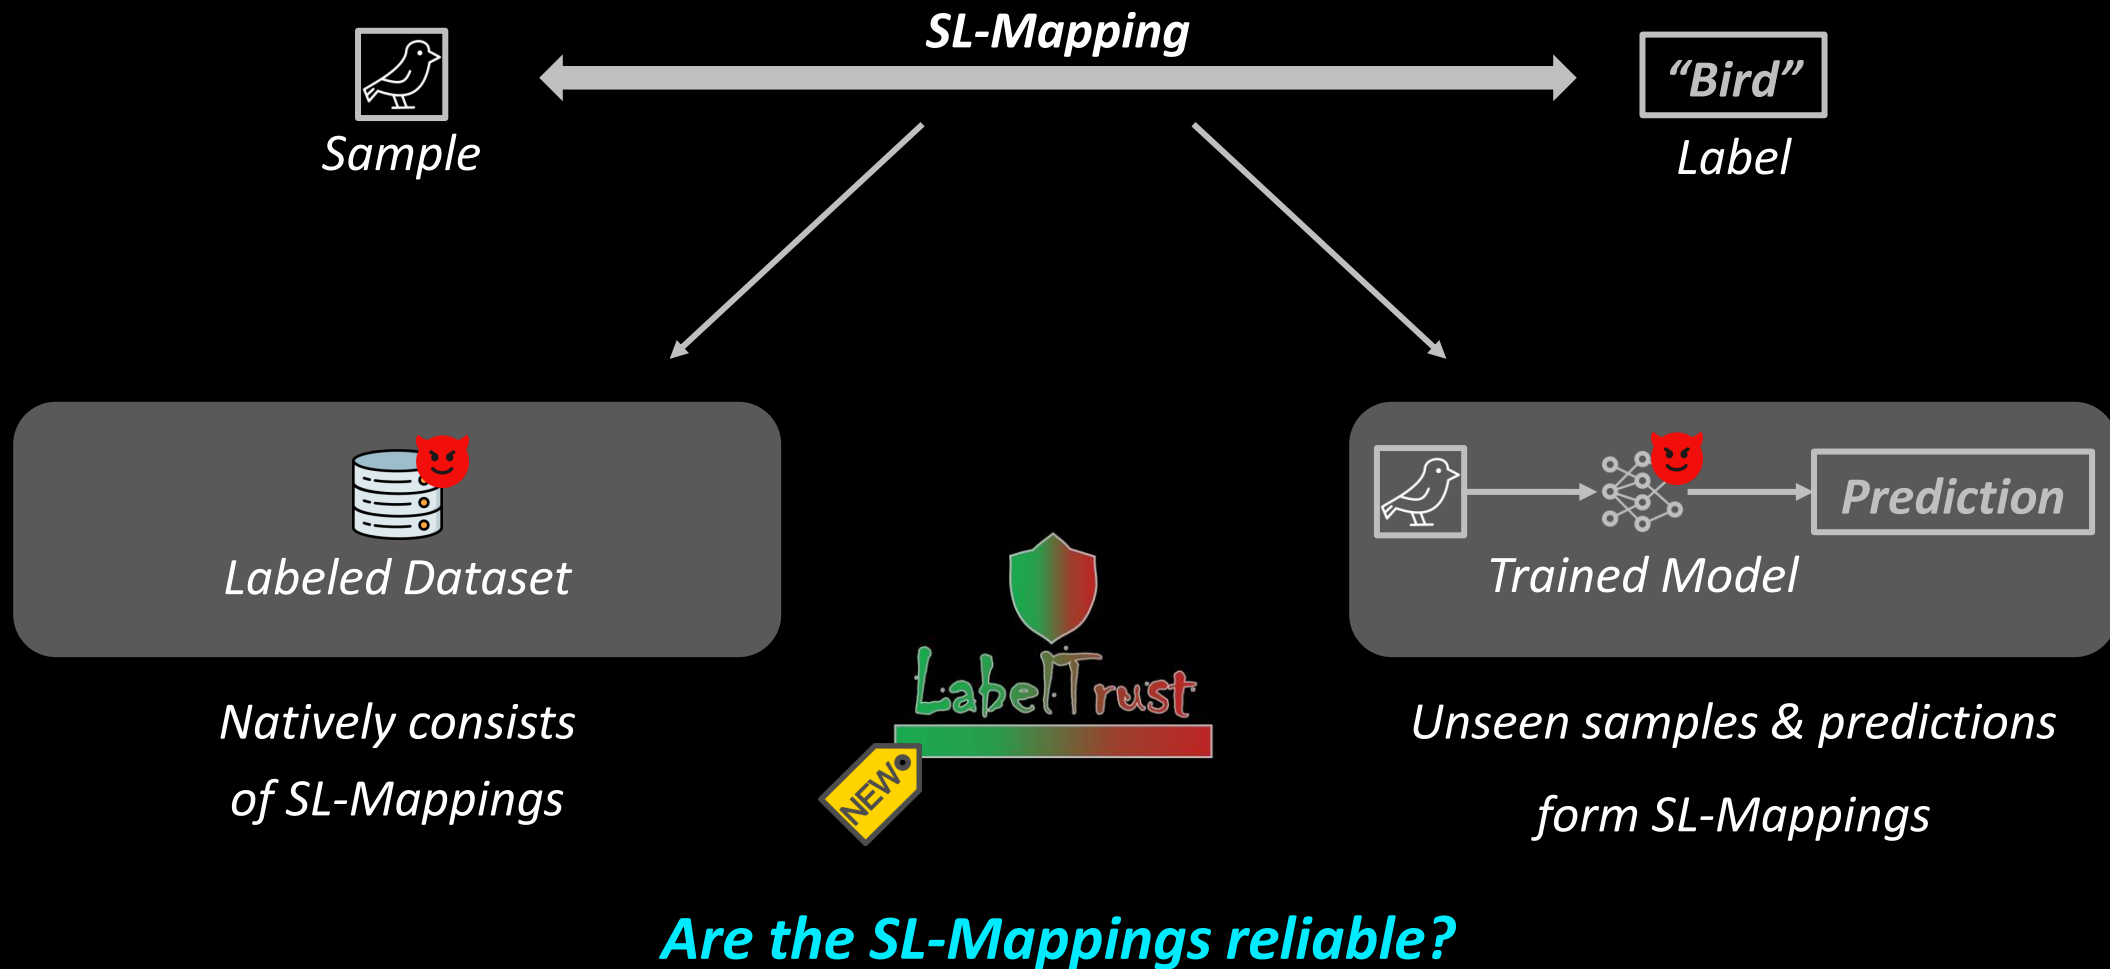 SL-Mapping
Sample
“Bird”
Label
Labeled Dataset
Natively consists
of SL-Mappings
LabelTrust
NEW
Prediction
Trained Model
Unseen samples & predictions
form SL-Mappings
Are the SL-Mappings reliable?